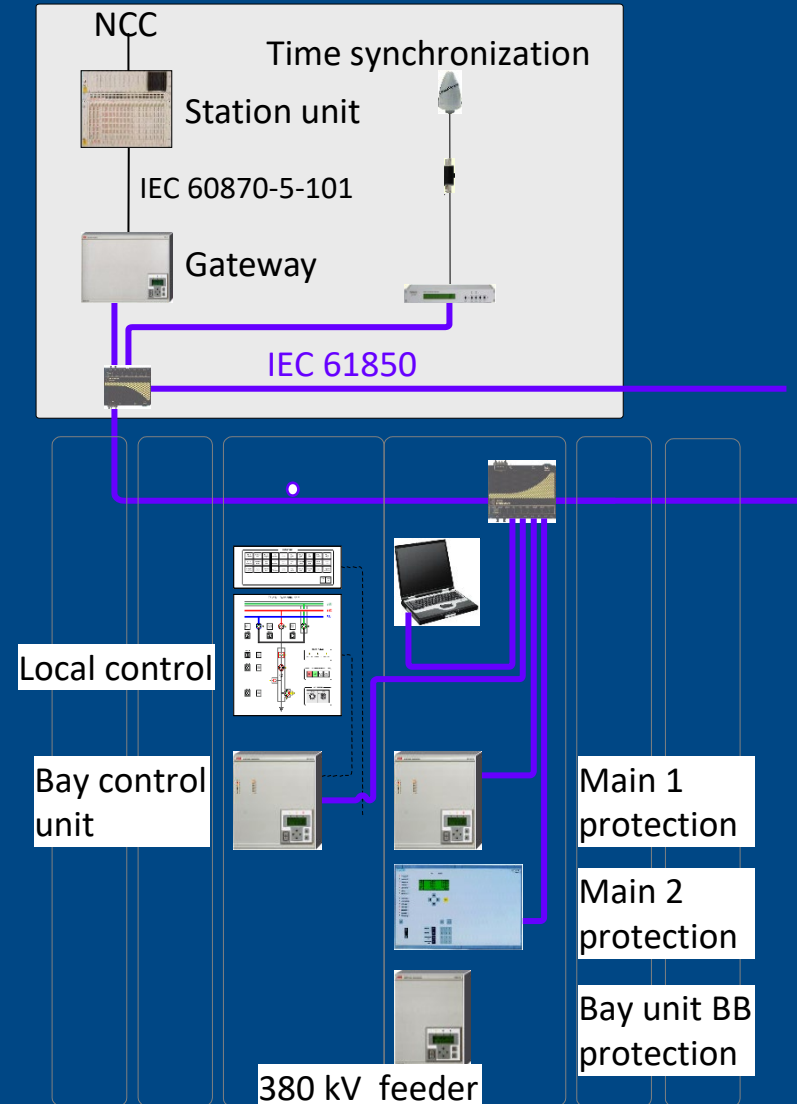 NCC
Time synchronization
Station unit
IEC 60870-5-101
Gateway
IEC 61850
Local control
Bay control
unit
Main 1
protection
Main 2
protection
Bay unit BB
protection
380 kV feeder